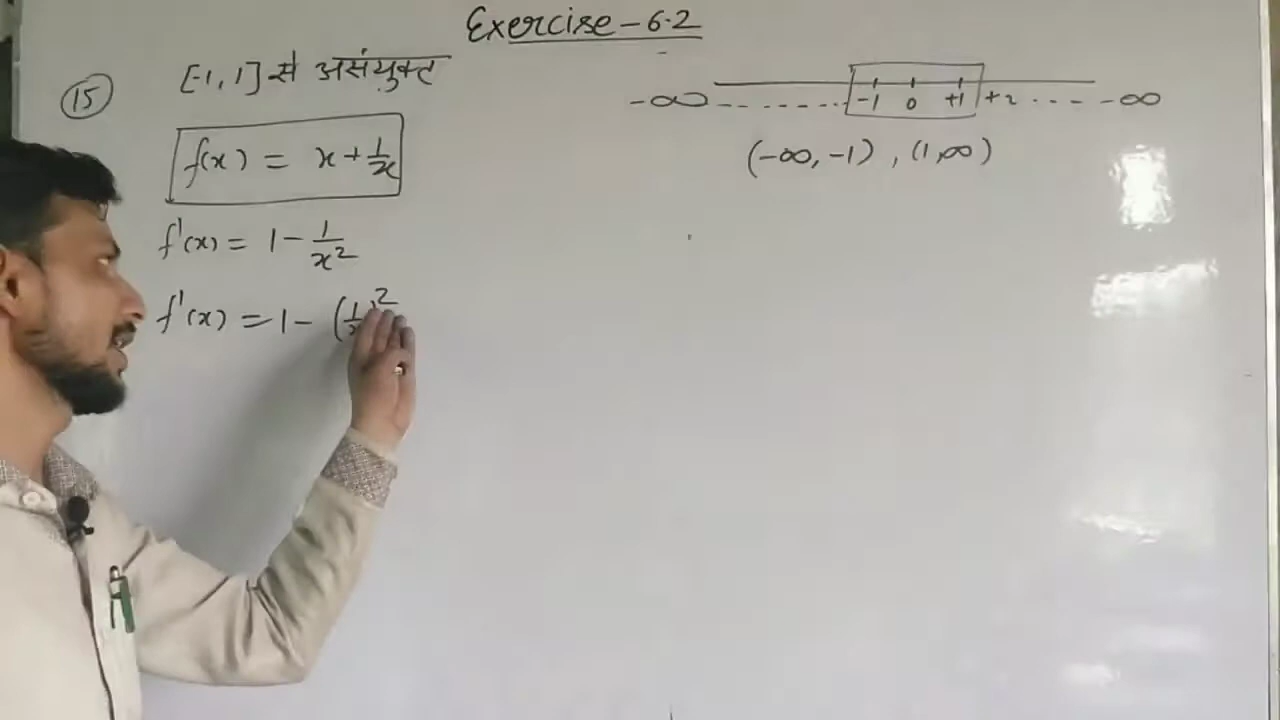 Exercise - 6.2
(15) [-1, 1] से असंयुक्त
f(x) = x + 1/x
f'(x) = 1 - 1/x²
f'(x) = 1 - (1/x)²
-∞ - - - - - - - -1 0 +1 +2 . . . - - -∞
(-∞, -1) , (1, ∞)